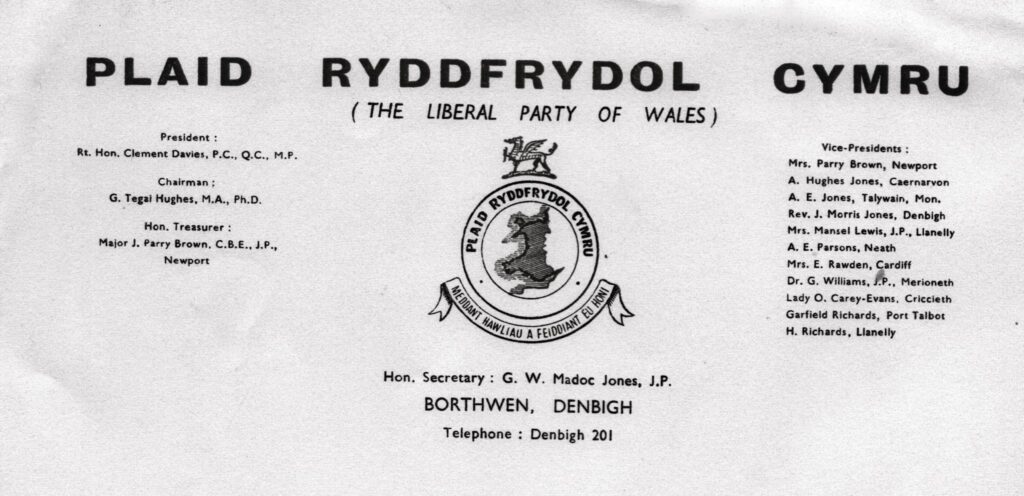 PLAID RYDDFRYDOL CYMRU
(THE LIBERAL PARTY OF WALES)
President :
Rt. Hon. Clement Davies, P.C., Q.C., M.P.
Chairman :
G. Tegai Hughes, M.A., Ph.D.
Hon. Treasurer :
Major J. Parry Brown, C.B.E., J.P.,
Newport
PLAID RYDDFRYDOL CYMRU
MEDDANT HAWLIAU A FEIDDIANT EU HONI
Vice-Presidents :
Mrs. Parry Brown, Newport
A. Hughes Jones, Caernarvon
A. E. Jones, Talywain, Mon.
Rev. J. Morris Jones, Denbigh
Mrs. Mansel Lewis, J.P., Llanelly
A. E. Parsons, Neath
Mrs. E. Rawden, Cardiff
Dr. G. Williams, J.P., Merioneth
Lady O. Carey-Evans, Criccieth
Garfield Richards, Port Talbot
H. Richards, Llanelly
Hon. Secretary : G. W. Madoc Jones, J.P.
BORTHWEN, DENBIGH
Telephone : Denbigh 201